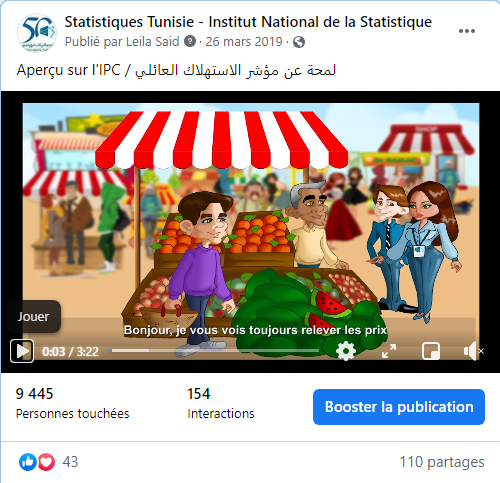 Statistiques Tunisie - Institut National de la Statistique
Publié par Leila Said · 26 mars 2019 ·
Aperçu sur l'IPC / لمحة عن مؤشر الاستهلاك العائلي
SHOP
Jouer
Bonjour, je vous vois toujours relever les prix
0:03 / 3:22
9 445
Personnes touchées
154
Interactions
Booster la publication
43
110 partages